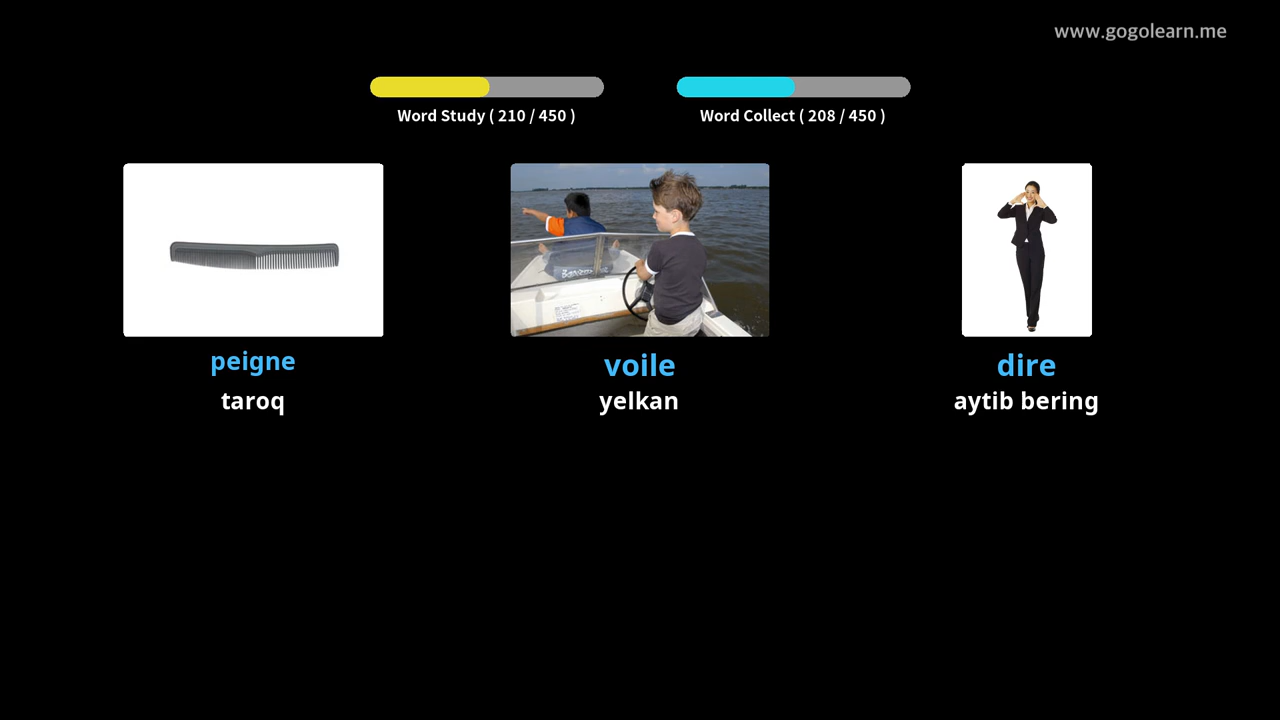 www.gogolearn.me
Word Study ( 210 / 450 )
Word Collect ( 208 / 450 )
peigne
voile
dire
taroq
yelkan
aytib bering